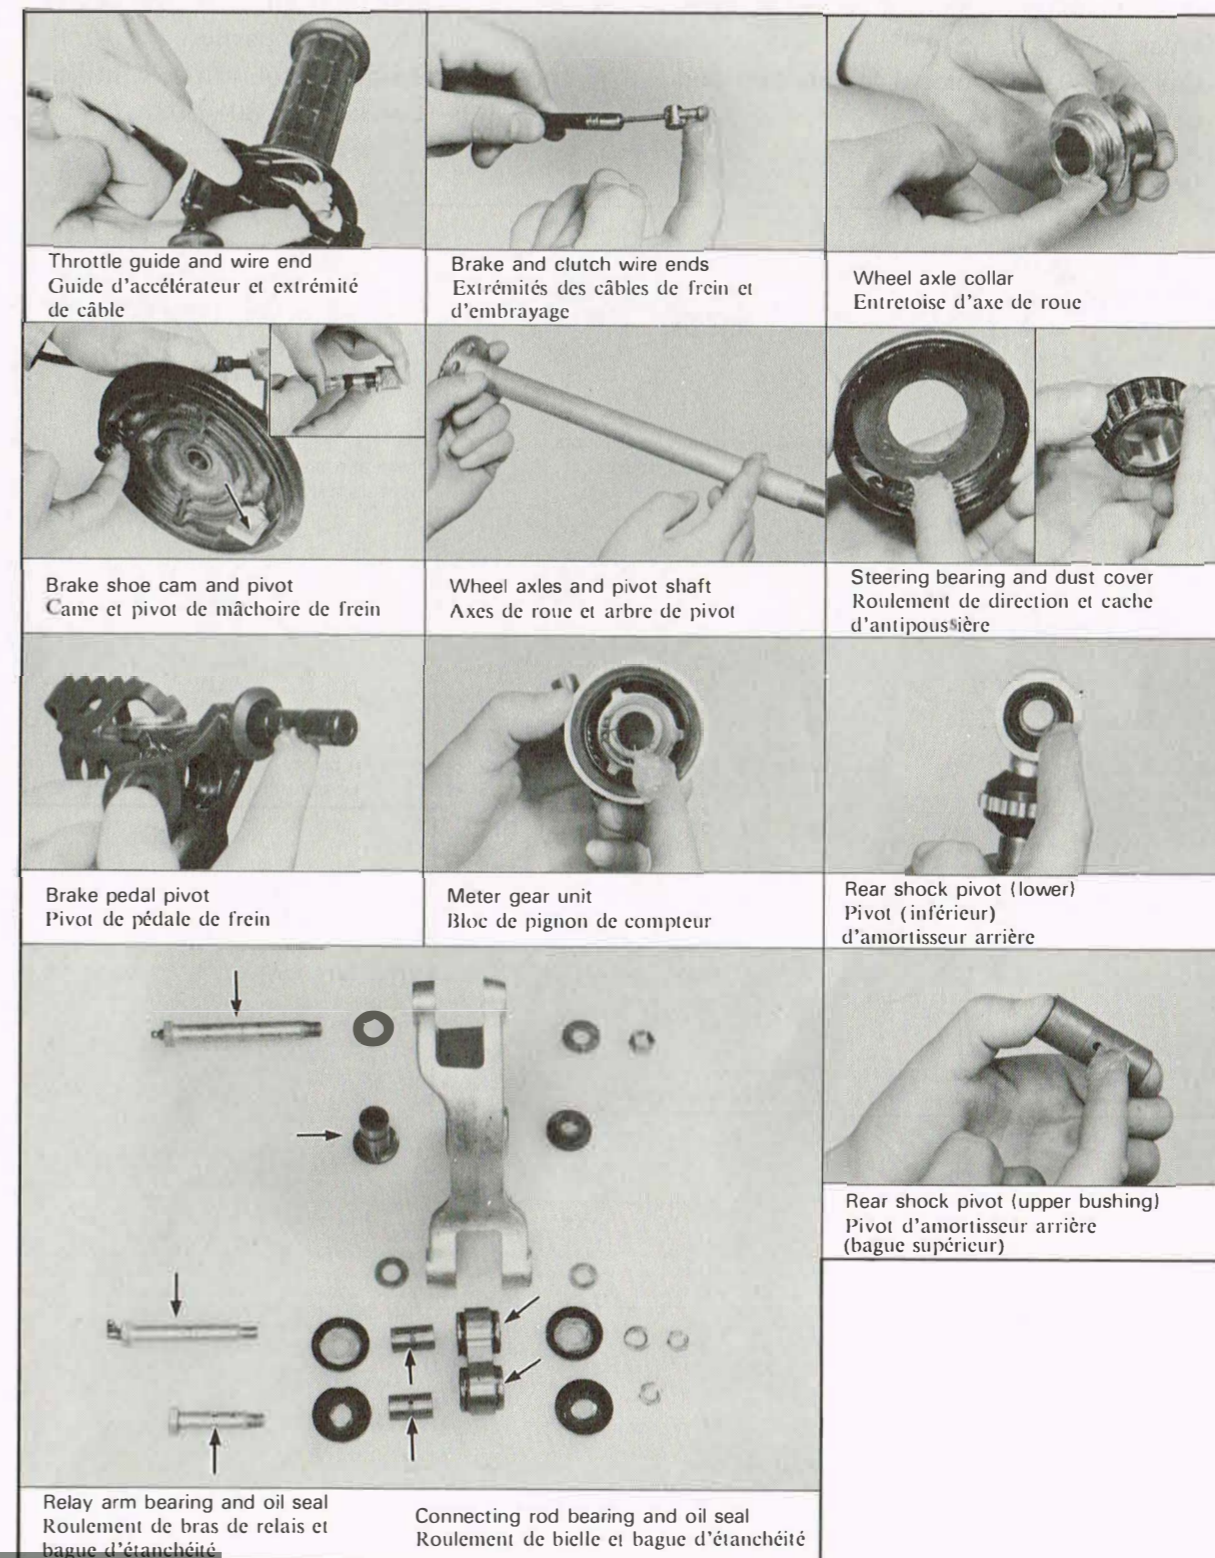 Throttle guide and wire end
Guide d'accélérateur et extrémité
de câble
Brake and clutch wire ends
Extrémités des câbles de frein et
d'embrayage
Wheel axle collar
Entretoise d'axe de roue
Brake shoe cam and pivot
Came et pivot de mâchoire de frein
Wheel axles and pivot shaft
Axes de roue et arbre de pivot
Steering bearing and dust cover
Roulement de direction et cache
d'antipoussière
Brake pedal pivot
Pivot de pédale de frein
Meter gear unit
Bloc de pignon de compteur
Rear shock pivot (lower)
Pivot (inférieur)
d'amortisseur arrière
Rear shock pivot (upper bushing)
Pivot d'amortisseur arrière
(bague supérieur)
Relay arm bearing and oil seal
Roulement de bras de relais et
bague d'étanchéité
Connecting rod bearing and oil seal
Roulement de bielle et bague d'étanchéité